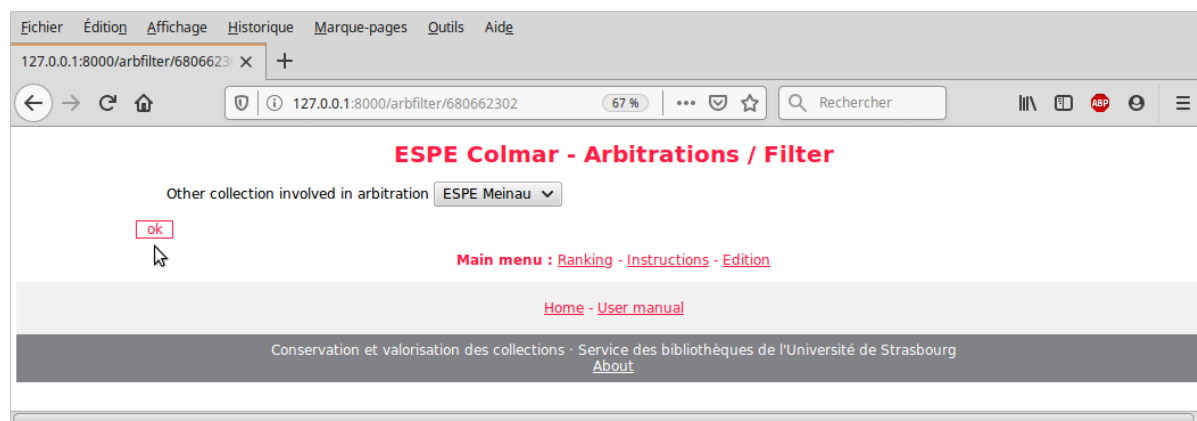 Fichier Édition Affichage Historique Marque-pages Outils Aide
127.0.0.1:8000/arbfilter/6806623
127.0.0.1:8000/arbfilter/680662302 67 % Rechercher ABP
ESPE Colmar - Arbitrations / Filter
Other collection involved in arbitration ESPE Meinau
ok
Main menu : Ranking - Instructions - Edition
Home - User manual
Conservation et valorisation des collections · Service des bibliothèques de l'Université de Strasbourg
About